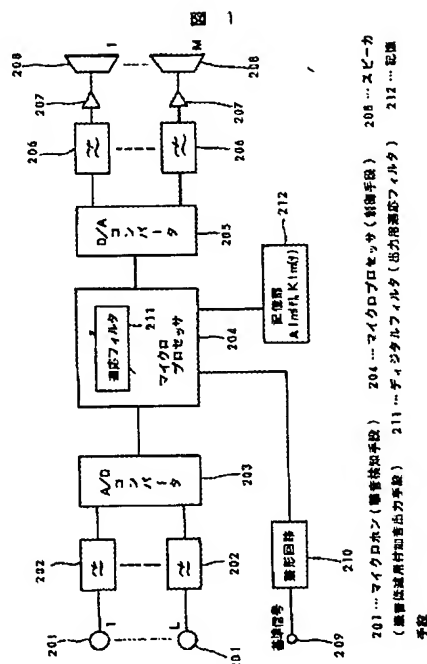 図 1
208
1
M
208
207
207
206
206
D/A
コンバータ
205
212
記憶部
Alm(f), Klm(f)
適応フィルタ
211
マイクロ
プロセッサ
204
A/D
コンバータ
203
202
202
201
1
L
201
整形回路
210
基準信号
209
201…マイクロホン(騒音検知手段) 204…マイクロプロセッサ(制御手段) 208…スピーカ
(騒音低減用付加音出力手段) 211…ディジタルフィルタ(出力用適応フィルタ) 212…記憶
手段